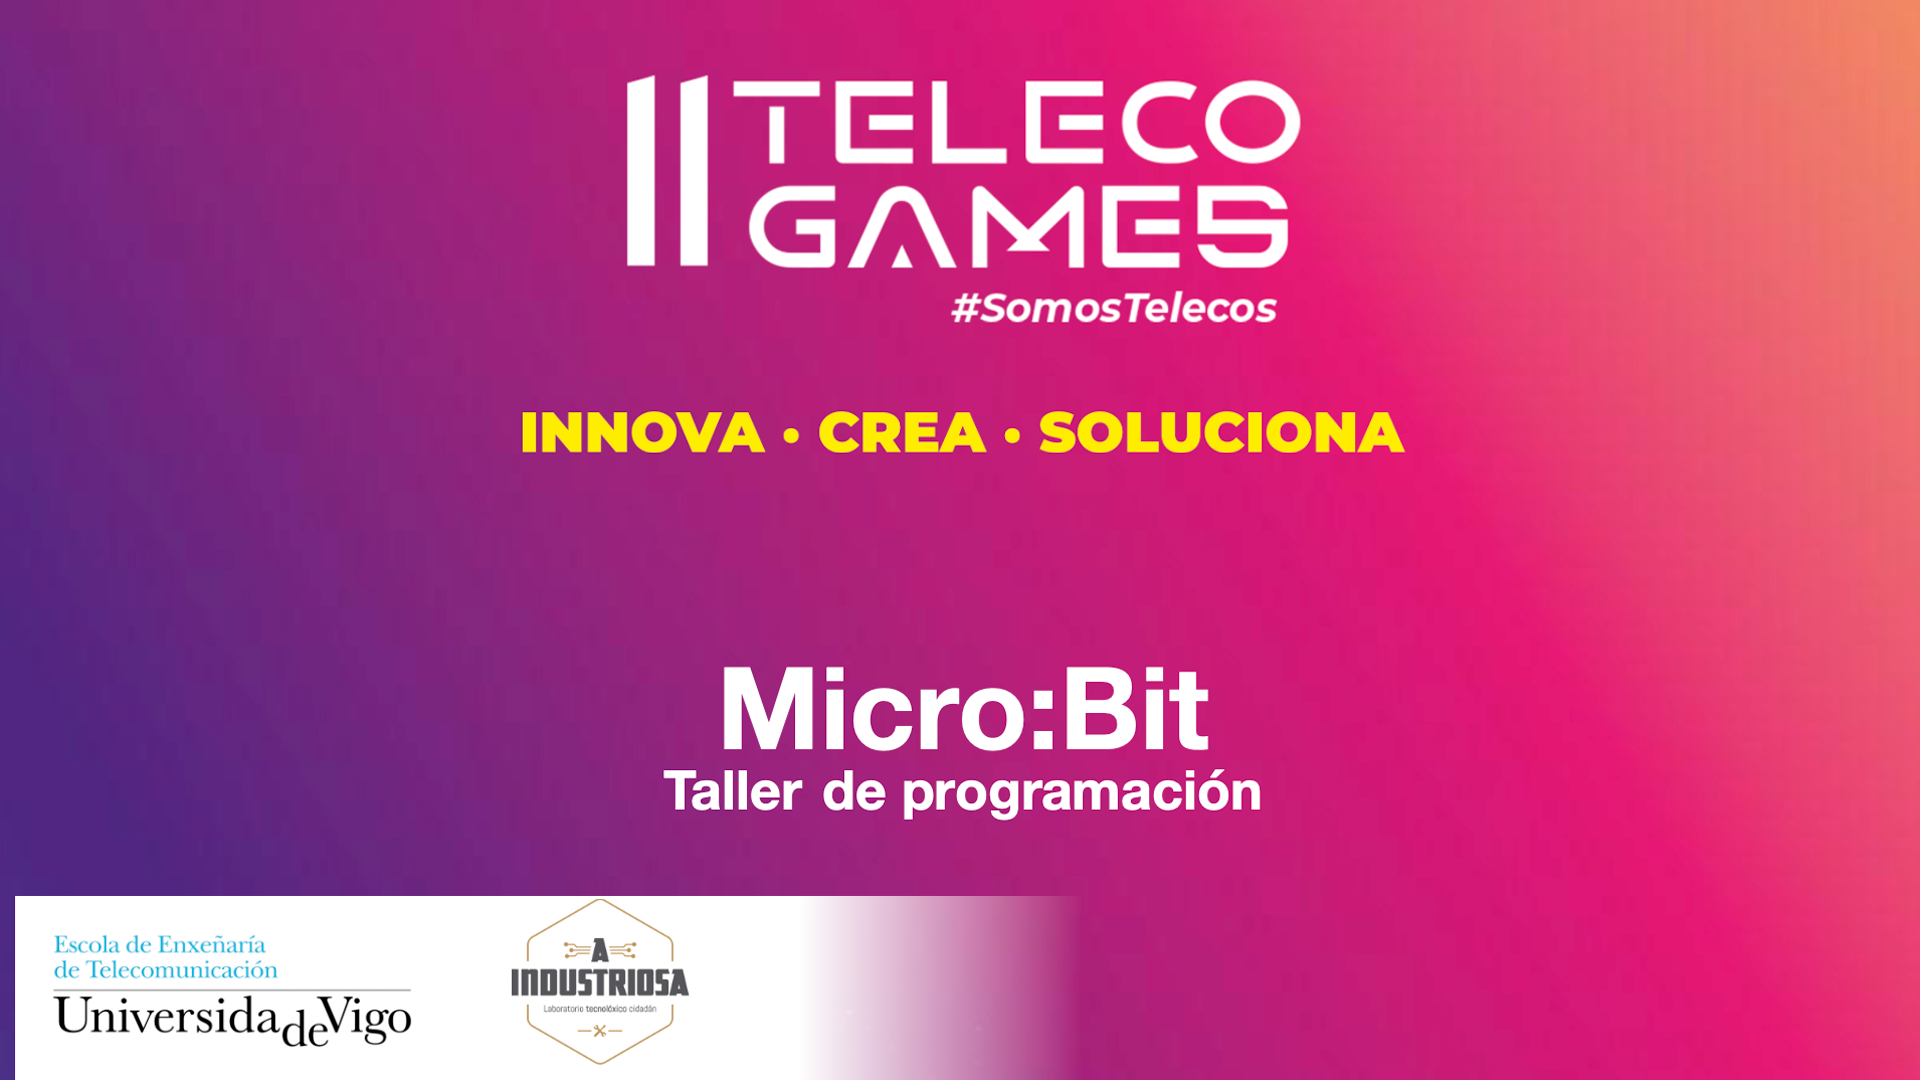 II TELECO
GAMES
#SomosTelecos
INNOVA • CREA • SOLUCIONA
Micro:Bit
Taller de programación
Escola de Enxeñaría
de Telecomunicación
UniversidadeVigo
A
INDUSTRIOSA
Laboratorio tecnolóxico cidadán